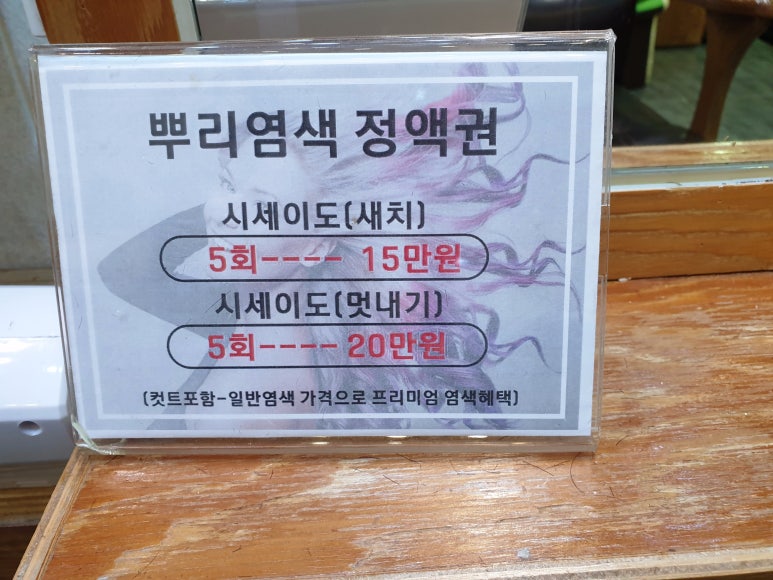 뿌리염색 정액권
시세이도(새치)
5회---- 15만원
시세이도(멋내기)
5회---- 20만원
(컷트포함-일반염색 가격으로 프리미엄 염색혜택)